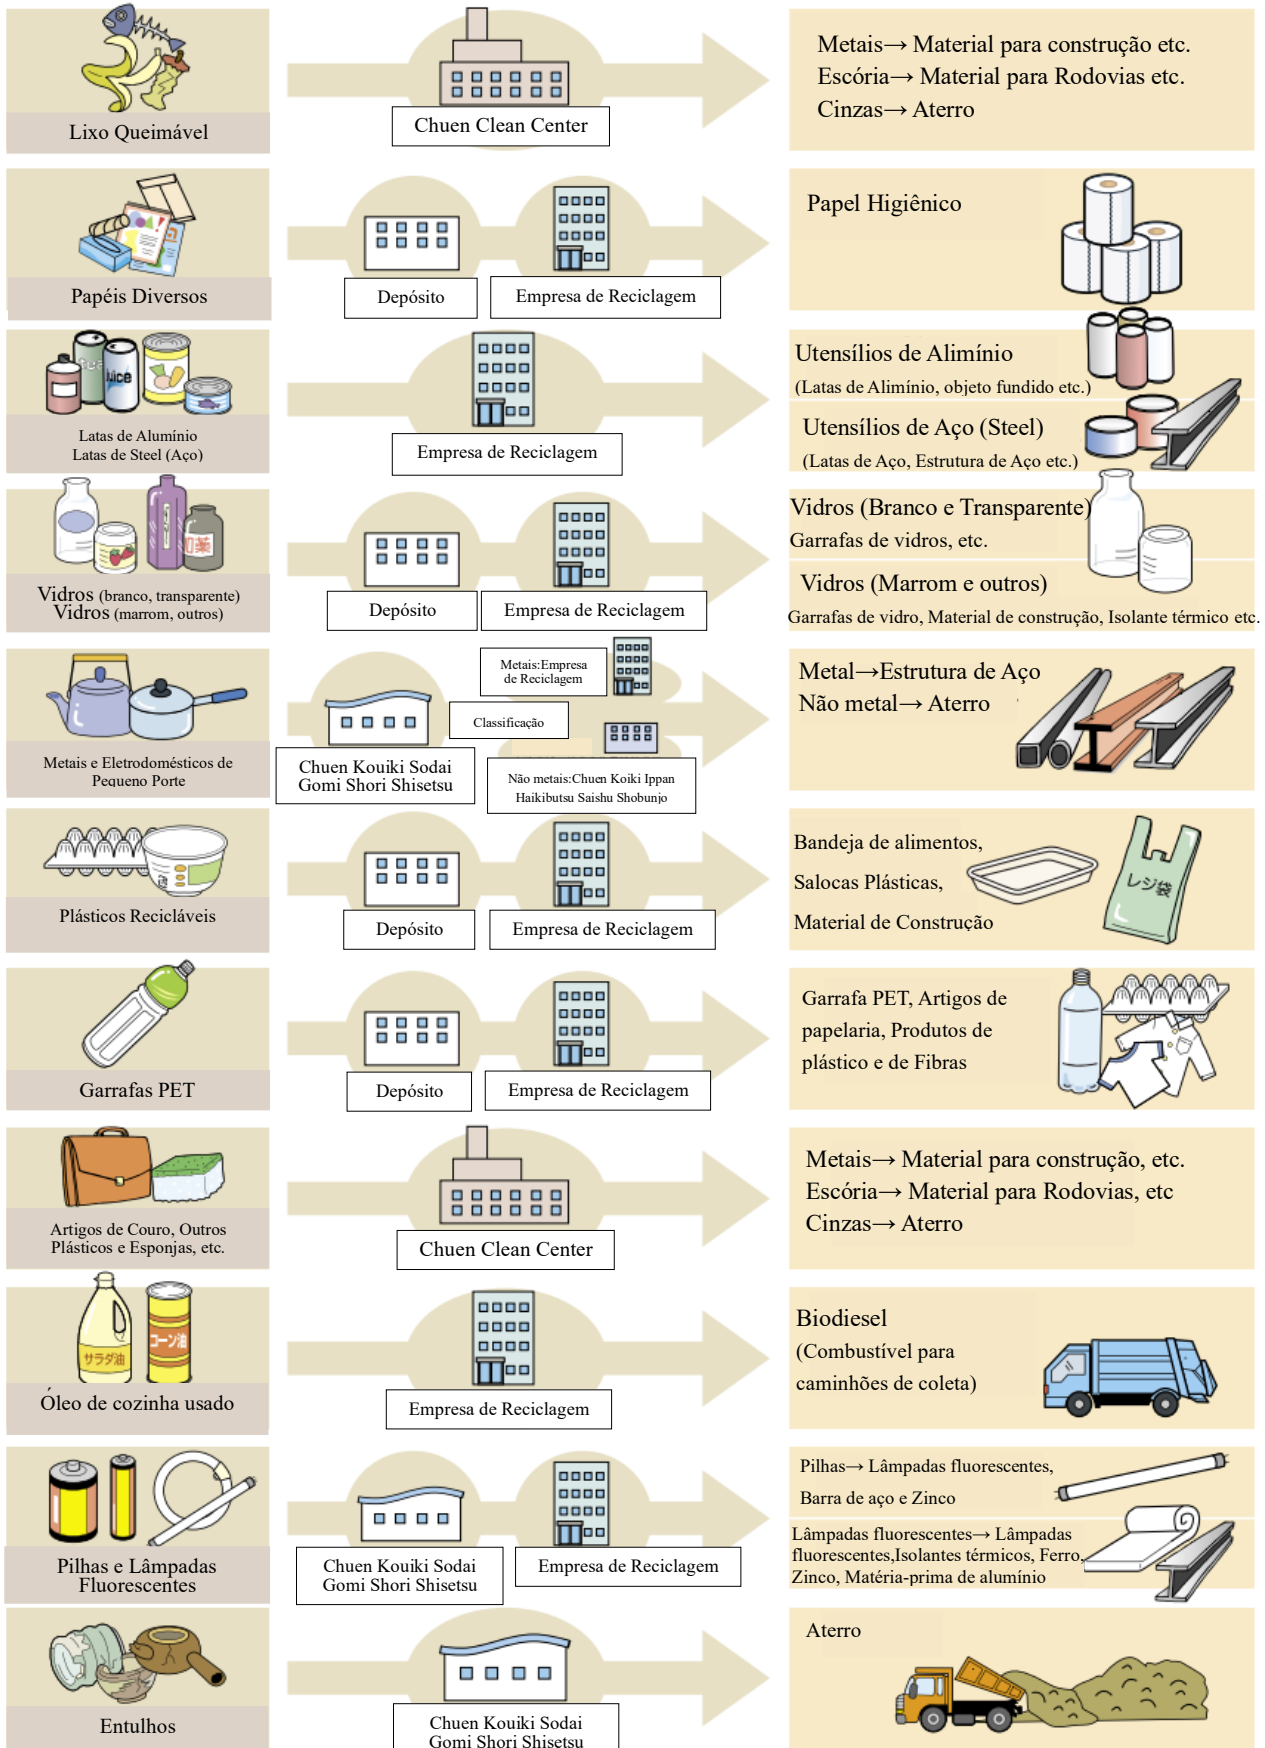 Lixo Queimável
Chuen Clean Center
Metais→ Material para construção etc.
Escória→ Material para Rodovias etc.
Cinzas→ Aterro
Papéis Diversos
Depósito
Empresa de Reciclagem
Papel Higiênico
juice
Latas de Alumínio
Latas de Steel (Aço)
Empresa de Reciclagem
Utensílios de Alimínio
(Latas de Alimínio, objeto fundido etc.)
Utensílios de Aço (Steel)
(Latas de Aço, Estrutura de Aço etc.)
Vidros (branco, transparente)
Vidros (marrom, outros)
Depósito
Empresa de Reciclagem
Vidros (Branco e Transparente)
Garrafas de vidros, etc.
Vidros (Marrom e outros)
Garrafas de vidro, Material de construção, Isolante térmico etc.
Metais e Eletrodomésticos de
Pequeno Porte
Chuen Kouiki Sodai
Gomi Shori Shisetsu
Classificação
Metais:Empresa
de Reciclagem
Não metais:Chuen Koiki Ippan
Haikibutsu Saishu Shobunjo
Metal→Estrutura de Aço
Não metal→ Aterro
Plásticos Recicláveis
Depósito
Empresa de Reciclagem
Bandeja de alimentos,
Salocas Plásticas,
Material de Construção
レジ袋
Garrafas PET
Depósito
Empresa de Reciclagem
Garrafa PET, Artigos de
papelaria, Produtos de
plástico e de Fibras
Artigos de Couro, Outros
Plásticos e Esponjas, etc.
Chuen Clean Center
Metais→ Material para construção, etc.
Escória→ Material para Rodovias, etc
Cinzas→ Aterro
サラダ油
コーン油
Óleo de cozinha usado
Empresa de Reciclagem
Biodiesel
(Combustível para
caminhões de coleta)
Pilhas e Lâmpadas
Fluorescentes
Chuen Kouiki Sodai
Gomi Shori Shisetsu
Empresa de Reciclagem
Pilhas→ Lâmpadas fluorescentes,
Barra de aço e Zinco
Lâmpadas fluorescentes→ Lâmpadas
fluorescentes,Isolantes térmicos, Ferro,
Zinco, Matéria-prima de alumínio
Entulhos
Chuen Kouiki Sodai
Gomi Shori Shisetsu
Aterro